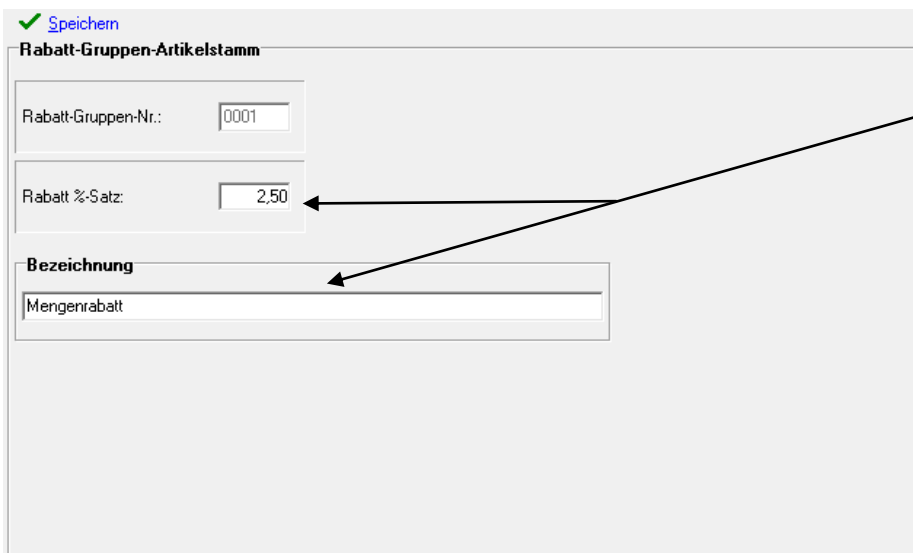 Speichern
Rabatt-Gruppen-Artikelstamm
Rabatt-Gruppen-Nr.: 0001
Rabatt %-Satz: 2,50
Bezeichnung
Mengenrabatt